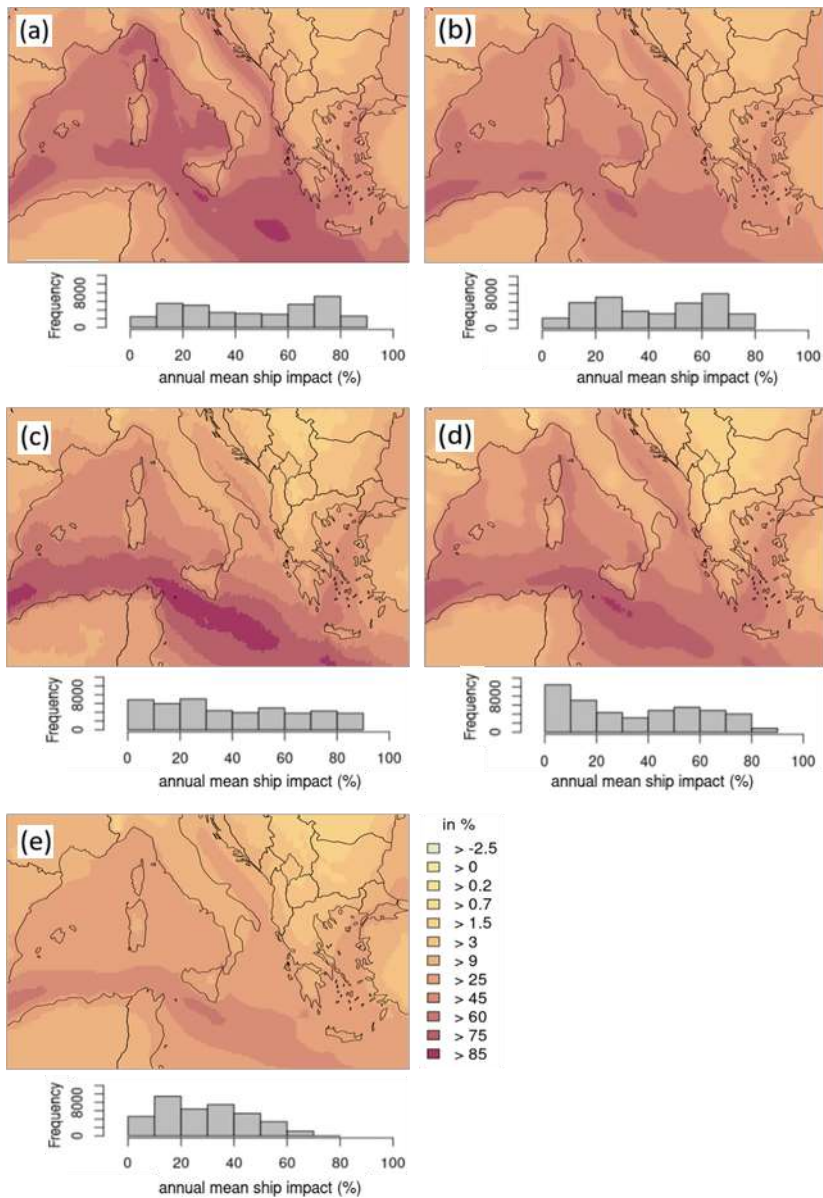 (a)
(b)
Frequency
0 8000
0 20 40 60 80 100
annual mean ship impact (%)
Frequency
0 8000
0 20 40 60 80 100
annual mean ship impact (%)
(c)
(d)
Frequency
0 8000
0 20 40 60 80 100
annual mean ship impact (%)
Frequency
0 8000
0 20 40 60 80 100
annual mean ship impact (%)
(e)
in %
> -2.5
> 0
> 0.2
> 0.7
> 1.5
> 3
> 9
> 25
> 45
> 60
> 75
> 85
Frequency
0 8000
0 20 40 60 80 100
annual mean ship impact (%)